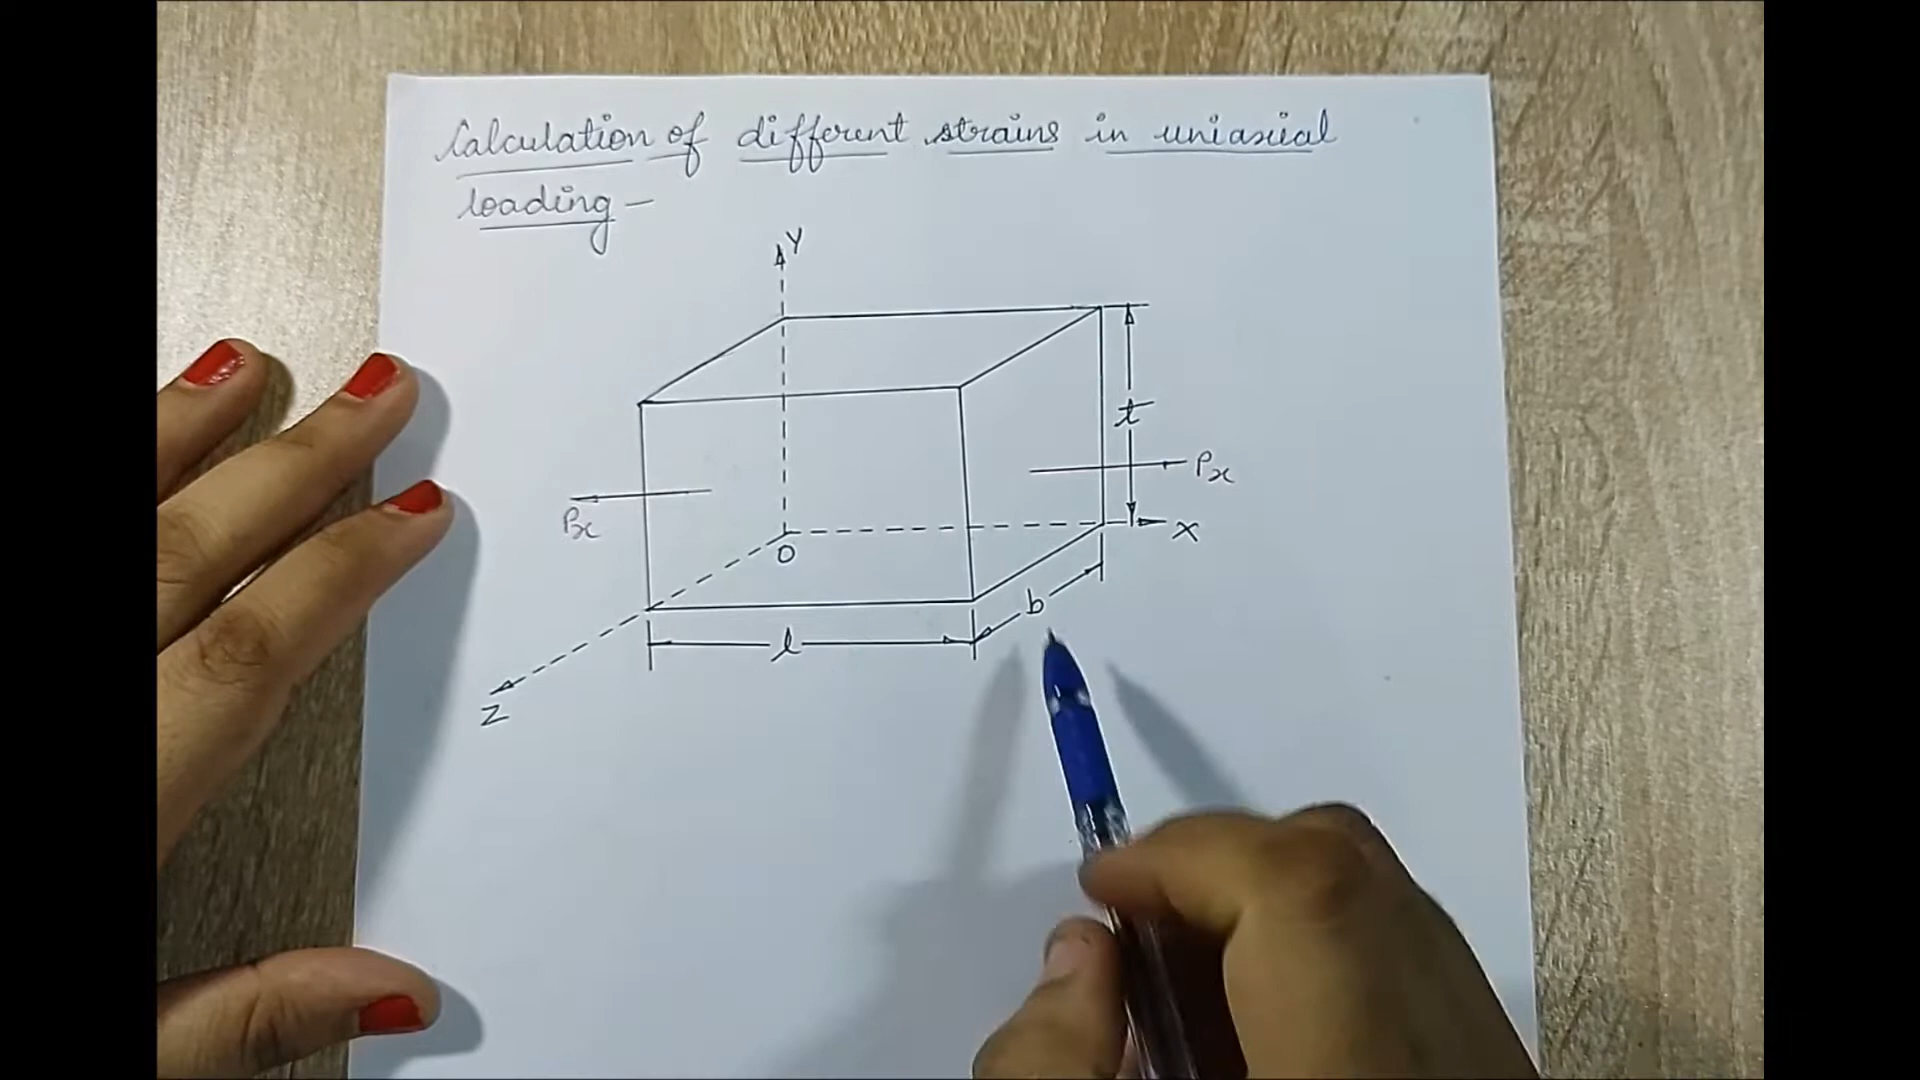 Calculation of different strains in uniaxial
loading –
Y
t
Px
Px
X
O
b
l
Z